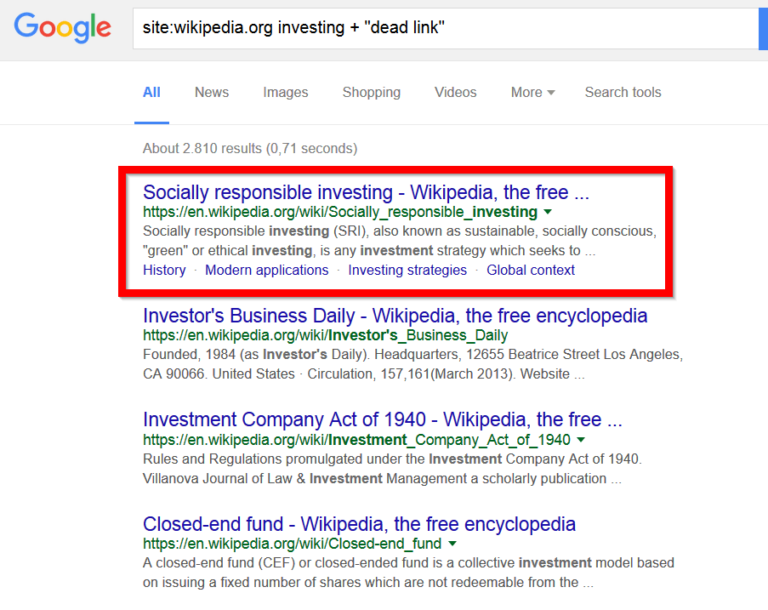 Google
site:wikipedia.org investing + "dead link"
All News Images Shopping Videos More Search tools
About 2.810 results (0,71 seconds)
Socially responsible investing - Wikipedia, the free ...
https://en.wikipedia.org/wiki/Socially_responsible_investing
Socially responsible investing (SRI), also known as sustainable, socially conscious,
"green" or ethical investing, is any investment strategy which seeks to ...
History · Modern applications · Investing strategies · Global context
Investor's Business Daily - Wikipedia, the free encyclopedia
https://en.wikipedia.org/wiki/Investor's_Business_Daily
Founded, 1984 (as Investor's Daily). Headquarters, 12655 Beatrice Street Los Angeles,
CA 90066. United States · Circulation, 157,161(March 2013). Website ...
Investment Company Act of 1940 - Wikipedia, the free ...
https://en.wikipedia.org/wiki/Investment_Company_Act_of_1940
Rules and Regulations promulgated under the Investment Company Act of 1940.
Villanova Journal of Law & Investment Management a scholarly publication ...
Closed-end fund - Wikipedia, the free encyclopedia
https://en.wikipedia.org/wiki/Closed-end_fund
A closed-end fund (CEF) or closed-ended fund is a collective investment model based
on issuing a fixed number of shares which are not redeemable from the ...